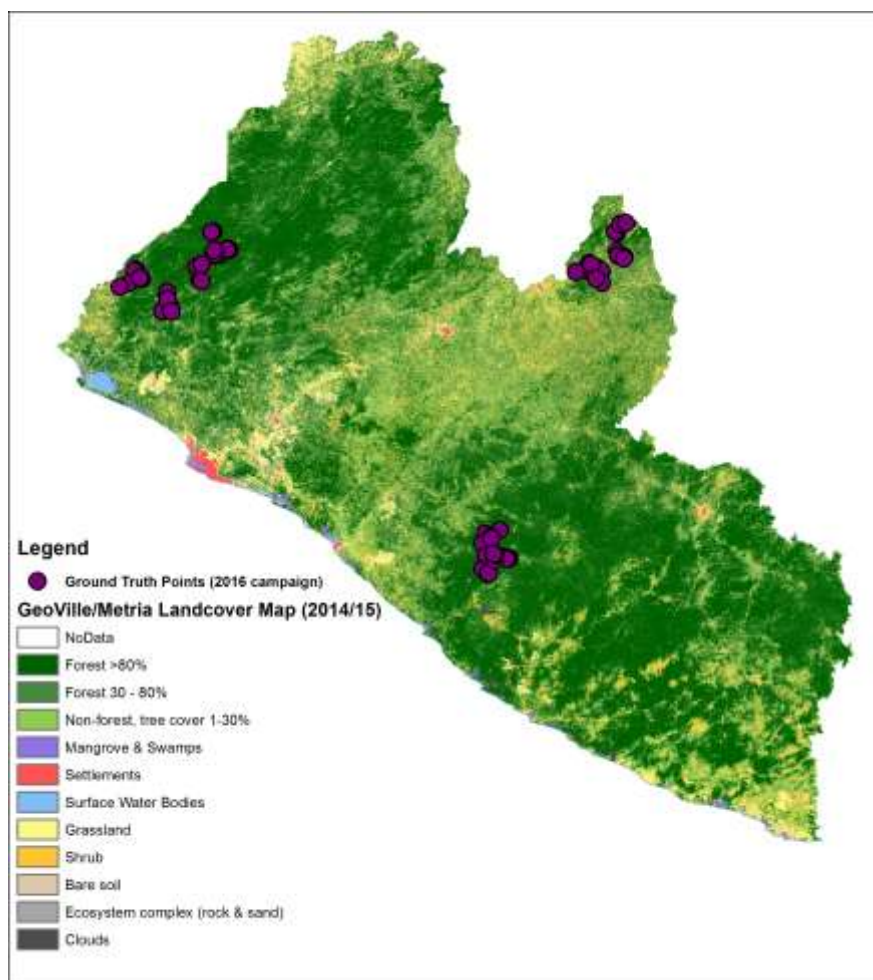 Legend
Ground Truth Points (2016 campaign)
GeoVille/Metria Landcover Map (2014/15)
NoData
Forest >80%
Forest 30 - 80%
Non-forest, tree cover 1-30%
Mangrove & Swamps
Settlements
Surface Water Bodies
Grassland
Shrub
Bare soil
Ecosystem complex (rock & sand)
Clouds